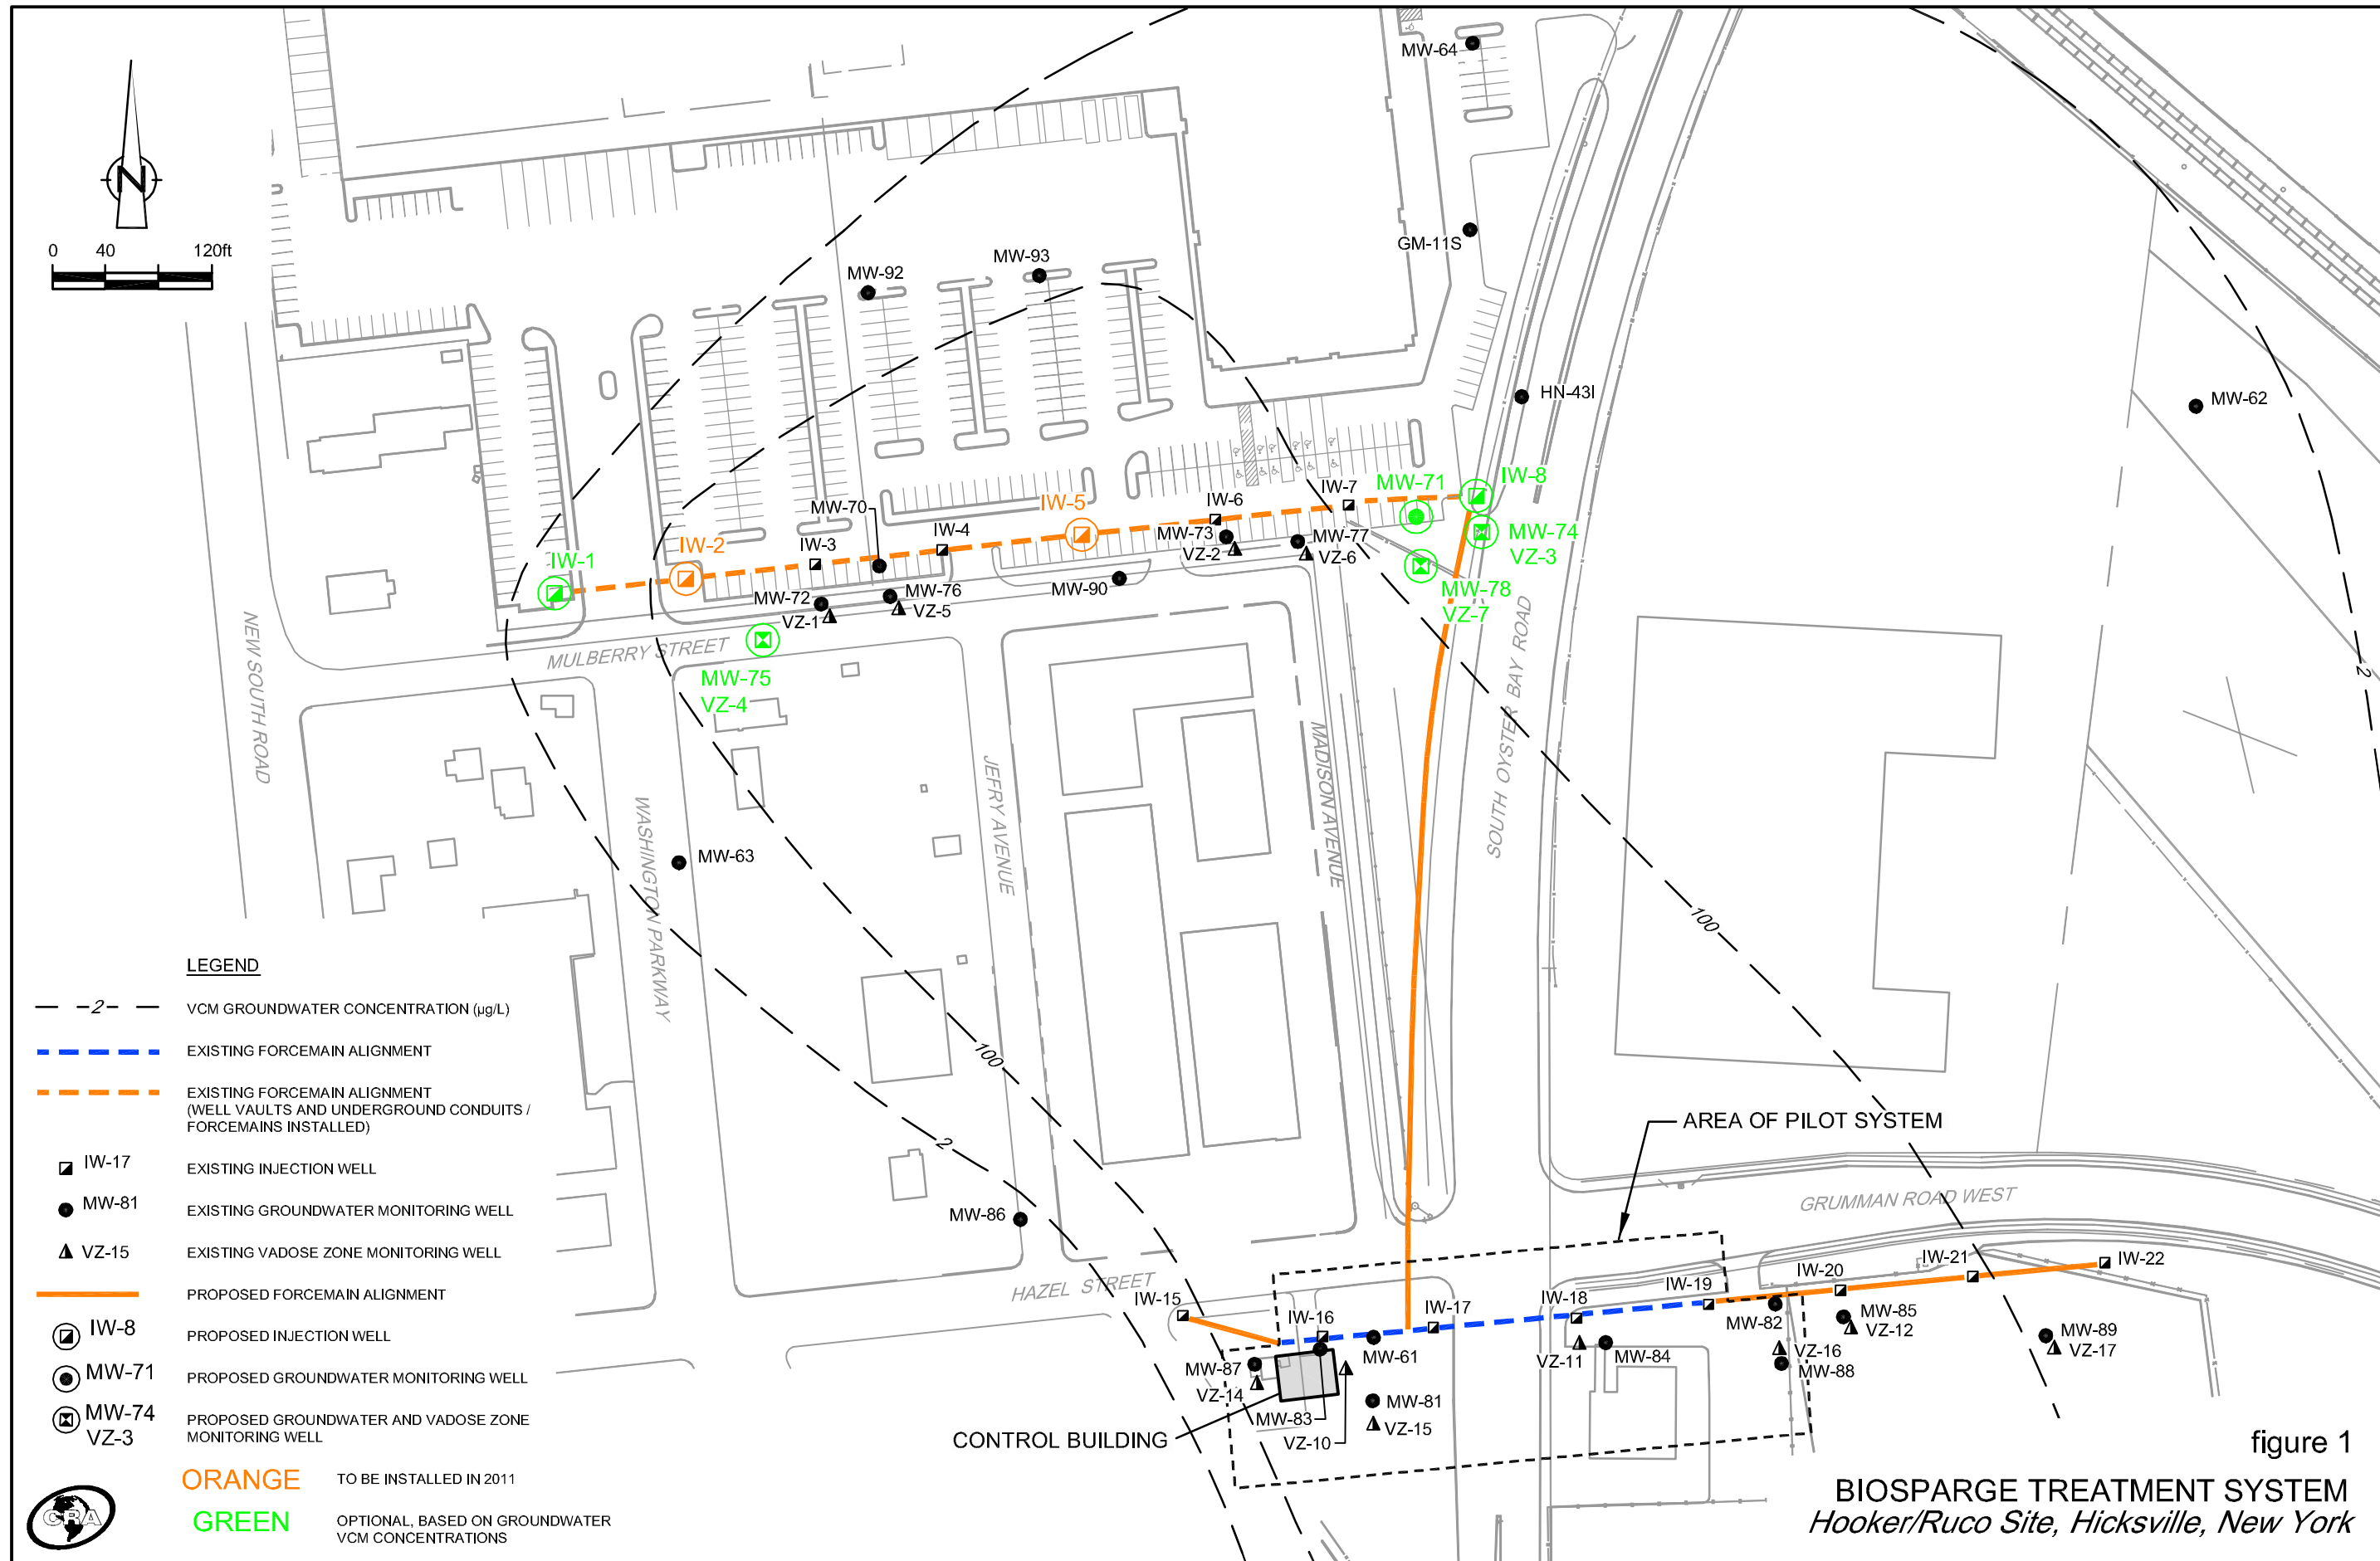 N
0 40 120ft
MW-64
GM-11S
MW-92
MW-93
HN-43I
MW-62
IW-1
IW-2
IW-3
MW-70
IW-4
IW-5
IW-6
IW-7
MW-71
IW-8
MW-73
VZ-2
MW-77
VZ-6
MW-74
VZ-3
MW-78
VZ-7
MW-72
VZ-1
MW-76
VZ-5
MW-90
MW-75
VZ-4
MULBERRY STREET
NEW SOUTH ROAD
WASHINGTON PARKWAY
JEFRY AVENUE
MADISON AVENUE
SOUTH OYSTER BAY ROAD
2
100
MW-63
100
2
MW-86
HAZEL STREET
AREA OF PILOT SYSTEM
GRUMMAN ROAD WEST
IW-15
IW-16
IW-17
IW-18
IW-19
IW-20
IW-21
IW-22
MW-61
MW-82
MW-85
VZ-12
MW-89
VZ-17
VZ-16
MW-88
VZ-11
MW-84
MW-87
VZ-14
MW-83
VZ-10
MW-81
VZ-15
CONTROL BUILDING
LEGEND
2 VCM GROUNDWATER CONCENTRATION (µg/L)
EXISTING FORCEMAIN ALIGNMENT
EXISTING FORCEMAIN ALIGNMENT
(WELL VAULTS AND UNDERGROUND CONDUITS /
FORCEMAINS INSTALLED)
IW-17 EXISTING INJECTION WELL
MW-81 EXISTING GROUNDWATER MONITORING WELL
VZ-15 EXISTING VADOSE ZONE MONITORING WELL
PROPOSED FORCEMAIN ALIGNMENT
IW-8 PROPOSED INJECTION WELL
MW-71 PROPOSED GROUNDWATER MONITORING WELL
MW-74 PROPOSED GROUNDWATER AND VADOSE ZONE
VZ-3 MONITORING WELL
ORANGE TO BE INSTALLED IN 2011
GREEN OPTIONAL, BASED ON GROUNDWATER
VCM CONCENTRATIONS
CRA
figure 1
BIOSPARGE TREATMENT SYSTEM
Hooker/Ruco Site, Hicksville, New York